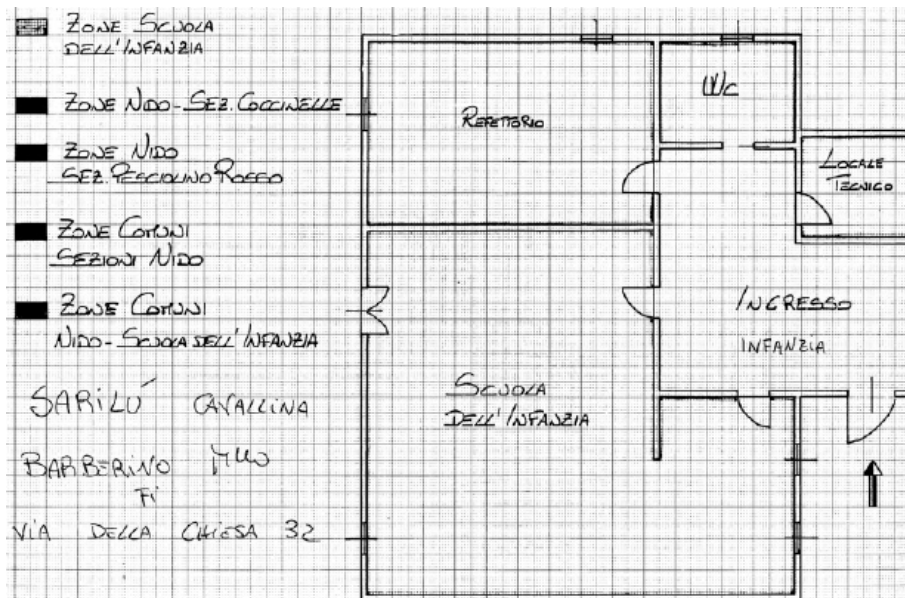 ZONE SCUOLA
DELL'INFANZIA
ZONE NIDO - SEZ. COCCINELLE
ZONE NIDO
SEZ. PESCIOLINO ROSSO
ZONE COMUNI
SEZIONI NIDO
ZONE COMUNI
NIDO - SCUOLA DELL'INFANZIA
SARILÚ CAVALLINA
BARBERINO
FI
VIA DELLA CHIESA 32
REFETTORIO
WC
LOCALE
TECNICO
INGRESSO
INFANZIA
SCUOLA
DELL'INFANZIA